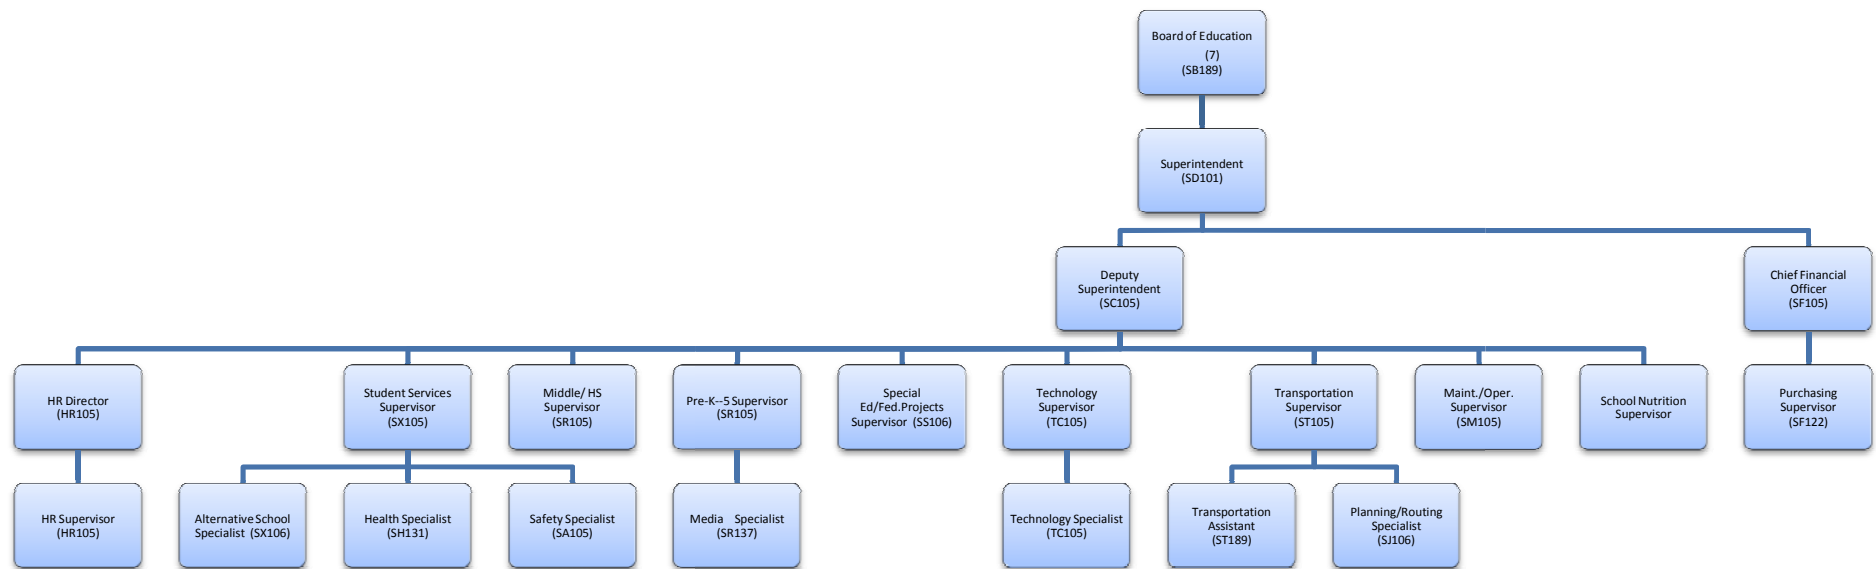 Board of Education
(7)
(SB189)
Superintendent
(SD101)
Deputy
Superintendent
(SC105)
Chief Financial
Officer
(SF105)
HR Director
(HR105)
Student Services
Supervisor
(SX105)
Middle/ HS
Supervisor
(SR105)
Pre-K--5 Supervisor
(SR105)
Special
Ed/Fed.Projects
Supervisor (SS106)
Technology
Supervisor
(TC105)
Transportation
Supervisor
(ST105)
Maint./Oper.
Supervisor
(SM105)
School Nutrition
Supervisor
Purchasing
Supervisor
(SF122)
HR Supervisor
(HR105)
Alternative School
Specialist (SX106)
Health Specialist
(SH131)
Safety Specialist
(SA105)
Media Specialist
(SR137)
Technology Specialist
(TC105)
Transportation
Assistant
(ST189)
Planning/Routing
Specialist
(SJ106)